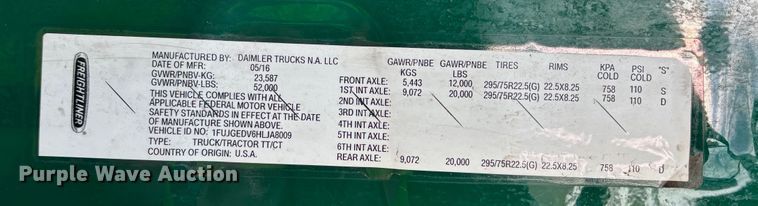 FREIGHTLINER
MANUFACTURED BY: DAIMLER TRUCKS N.A. LLC
DATE OF MFR: 05/16
GVWR/PNBV-KG: 23,587
GVWR/PNBV-LBS: 52,000
THIS VEHICLE COMPLIES WITH ALL
APPLICABLE FEDERAL MOTOR VEHICLE
SAFETY STANDARDS IN EFFECT AT THE DATE
OF MANUFACTURE SHOWN ABOVE.
VEHICLE ID NO: 1FUJGEDV6HLJA8009
TYPE: TRUCK/TRACTOR TT/CT
COUNTRY OF ORIGIN: U.S.A.
GAWR/PNBE GAWR/PNBE TIRES RIMS KPA PSI "S"
KGS LBS COLD COLD
FRONT AXLE: 5,443 12,000 295/75R22.5(G) 22.5X8.25 758 110 S
1ST INT AXLE: 9,072 20,000 295/75R22.5(G) 22.5X8.25 758 110 D
2ND INT AXLE:
3RD INT AXLE:
4TH INT AXLE:
5TH INT AXLE:
6TH INT AXLE:
REAR AXLE: 9,072 20,000 295/75R22.5(G) 22.5X8.25 758 110 D
Purple Wave Auction